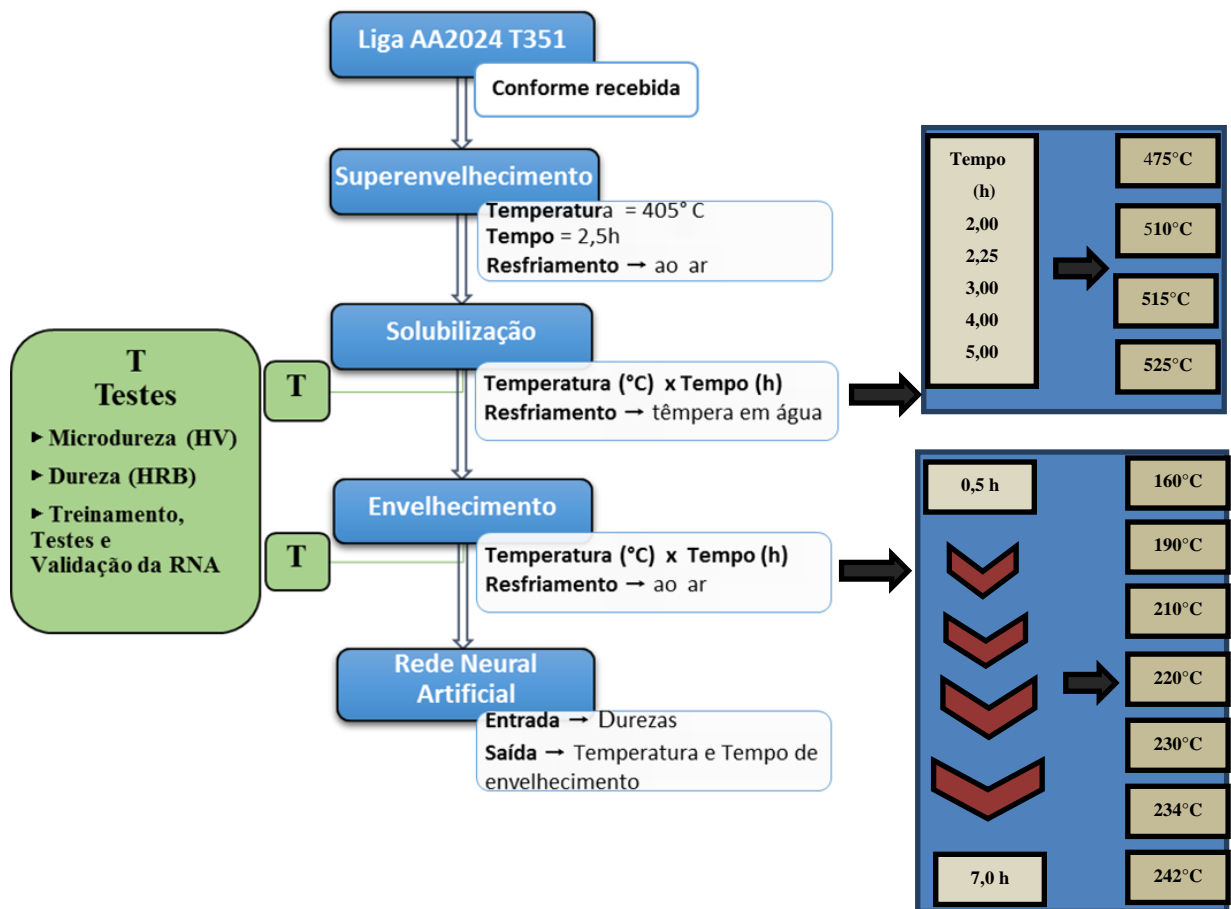 Liga AA2024 T351
Conforme recebida
Superenvelhecimento
Temperatura = 405° C
Tempo = 2,5h
Resfriamento → ao ar
Solubilização
Temperatura (°C) x Tempo (h)
Resfriamento → têmpera em água
Envelhecimento
Temperatura (°C) x Tempo (h)
Resfriamento → ao ar
Rede Neural
Artificial
Entrada → Durezas
Saída → Temperatura e Tempo de
envelhecimento
T
Testes
▸ Microdureza (HV)
▸ Dureza (HRB)
▸ Treinamento,
Testes e
Validação da RNA
T
T
Tempo
(h)
2,00
2,25
3,00
4,00
5,00
475°C
510°C
515°C
525°C
0,5 h
7,0 h
160°C
190°C
210°C
220°C
230°C
234°C
242°C